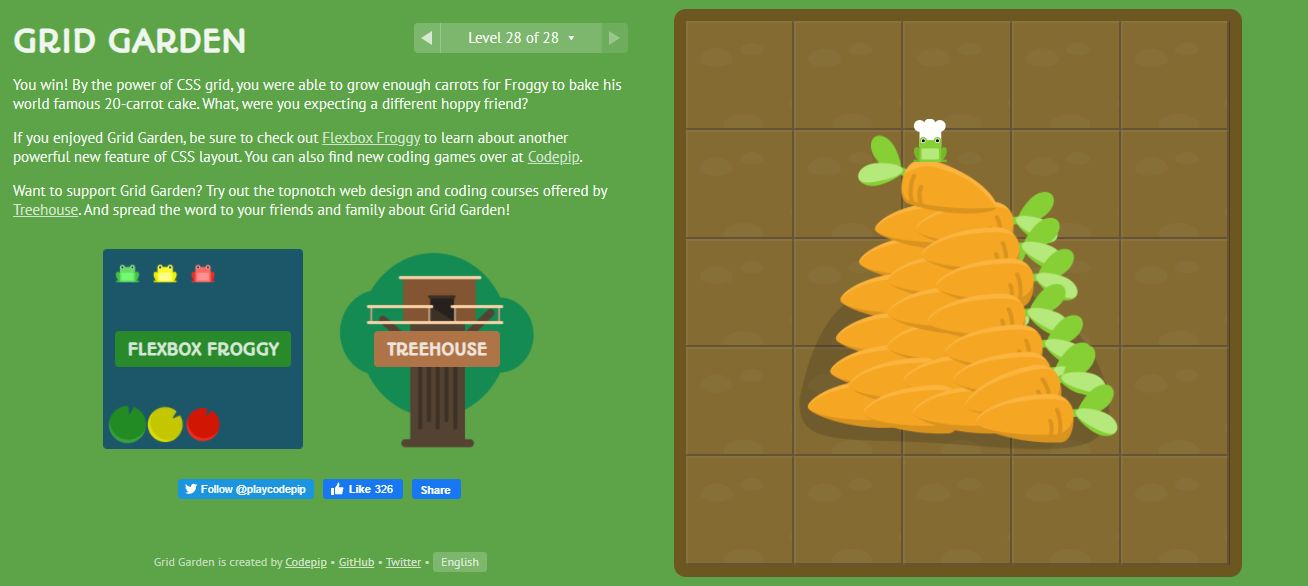 GRID GARDEN
Level 28 of 28
You win! By the power of CSS grid, you were able to grow enough carrots for Froggy to bake his
world famous 20-carrot cake. What, were you expecting a different hoppy friend?
If you enjoyed Grid Garden, be sure to check out Flexbox Froggy to learn about another
powerful new feature of CSS layout. You can also find new coding games over at Codepip.
Want to support Grid Garden? Try out the topnotch web design and coding courses offered by
Treehouse. And spread the word to your friends and family about Grid Garden!
FLEXBOX FROGGY
TREEHOUSE
Follow @playcodepip
Like 326
Share
Grid Garden is created by Codepip • GitHub • Twitter • English